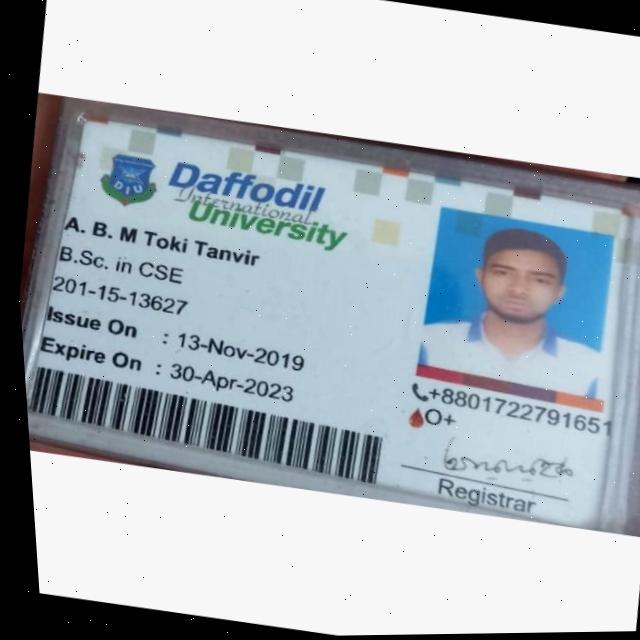 DIU
Daffodil
International
University
A. B. M Toki Tanvir
B.Sc. in CSE
201-15-13627
Issue On : 13-Nov-2019
Expire On : 30-Apr-2023
+8801722791651
O+
Registrar